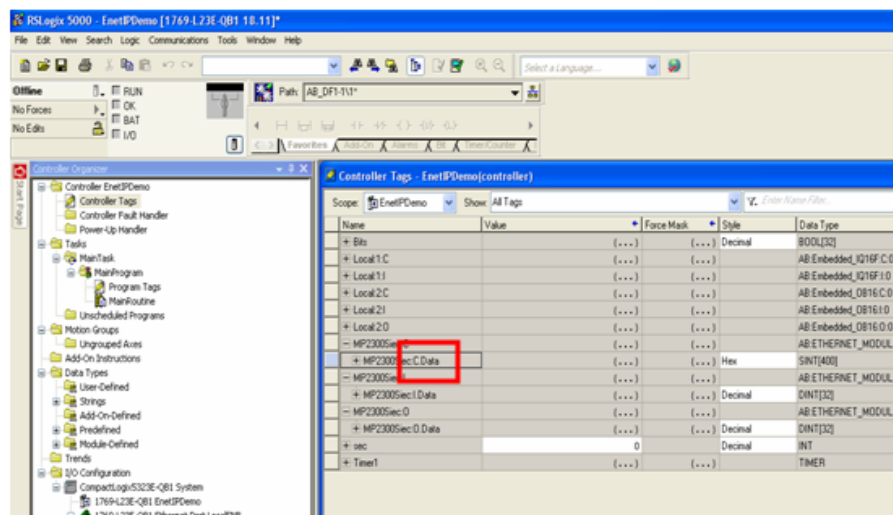 RSLogix 5000 - EnetIPDemo [1769-L23E-QB1 18.11]*
File Edit View Search Logic Communications Tools Window Help
Select a Language...
Offline RUN
No Forces OK
No Edits BAT
I/O
Path: AB_DF1-1\1*
Favorites Add-On Alarms Bit Timer/Counter
Start Page
Controller Organizer
Controller EnetIPDemo
Controller Tags
Controller Fault Handler
Power-Up Handler
Tasks
MainTask
MainProgram
Program Tags
MainRoutine
Unscheduled Programs
Motion Groups
Ungrouped Axes
Add-On Instructions
Data Types
User-Defined
Strings
Add-On-Defined
Predefined
Module-Defined
Trends
I/O Configuration
CompactLogix5323E-QB1 System
1769-L23E-QB1 EnetIPDemo
Controller Tags - EnetIPDemo(controller)
Scope: EnetIPDemo Show: All Tags Enter Name Filter...
Name Value Force Mask Style Data Type
+ Bits {...} {...} Decimal BOOL[32]
+ Local:1:C {...} {...} AB:Embedded_IQ16F:C:0
+ Local:1:I {...} {...} AB:Embedded_IQ16F:I:0
+ Local:2:C {...} {...} AB:Embedded_OB16:C:0
+ Local:2:I {...} {...} AB:Embedded_OB16:I:0
+ Local:2:O {...} {...} AB:Embedded_OB16:O:0
- MP2300Siec:C {...} {...} AB:ETHERNET_MODUL
+ MP2300Siec:C.Data {...} {...} Hex SINT[400]
- MP2300Siec:I {...} {...} AB:ETHERNET_MODUL
+ MP2300Siec:I.Data {...} {...} Decimal DINT[32]
- MP2300Siec:O {...} {...} AB:ETHERNET_MODUL
+ MP2300Siec:O.Data {...} {...} Decimal DINT[32]
+ sec 0 Decimal INT
+ Timer1 {...} {...} TIMER